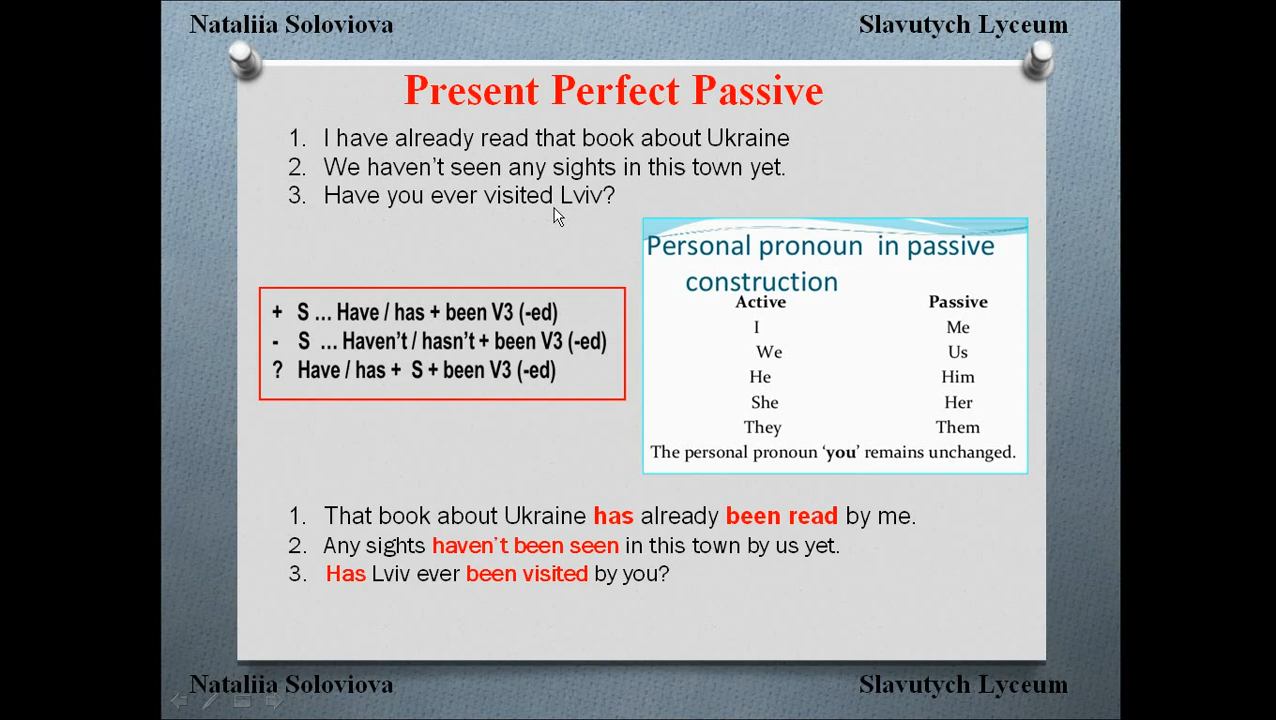 Nataliia Soloviova
Slavutych Lyceum
Present Perfect Passive
1. I have already read that book about Ukraine
2. We haven't seen any sights in this town yet.
3. Have you ever visited Lviv?
+ S ... Have / has + been V3 (-ed)
- S ... Haven't / hasn't + been V3 (-ed)
? Have / has + S + been V3 (-ed)
Personal pronoun in passive
construction
Active Passive
I Me
We Us
He Him
She Her
They Them
The personal pronoun ‘you’ remains unchanged.
1. That book about Ukraine has already been read by me.
2. Any sights haven't been seen in this town by us yet.
3. Has Lviv ever been visited by you?
Nataliia Soloviova
Slavutych Lyceum